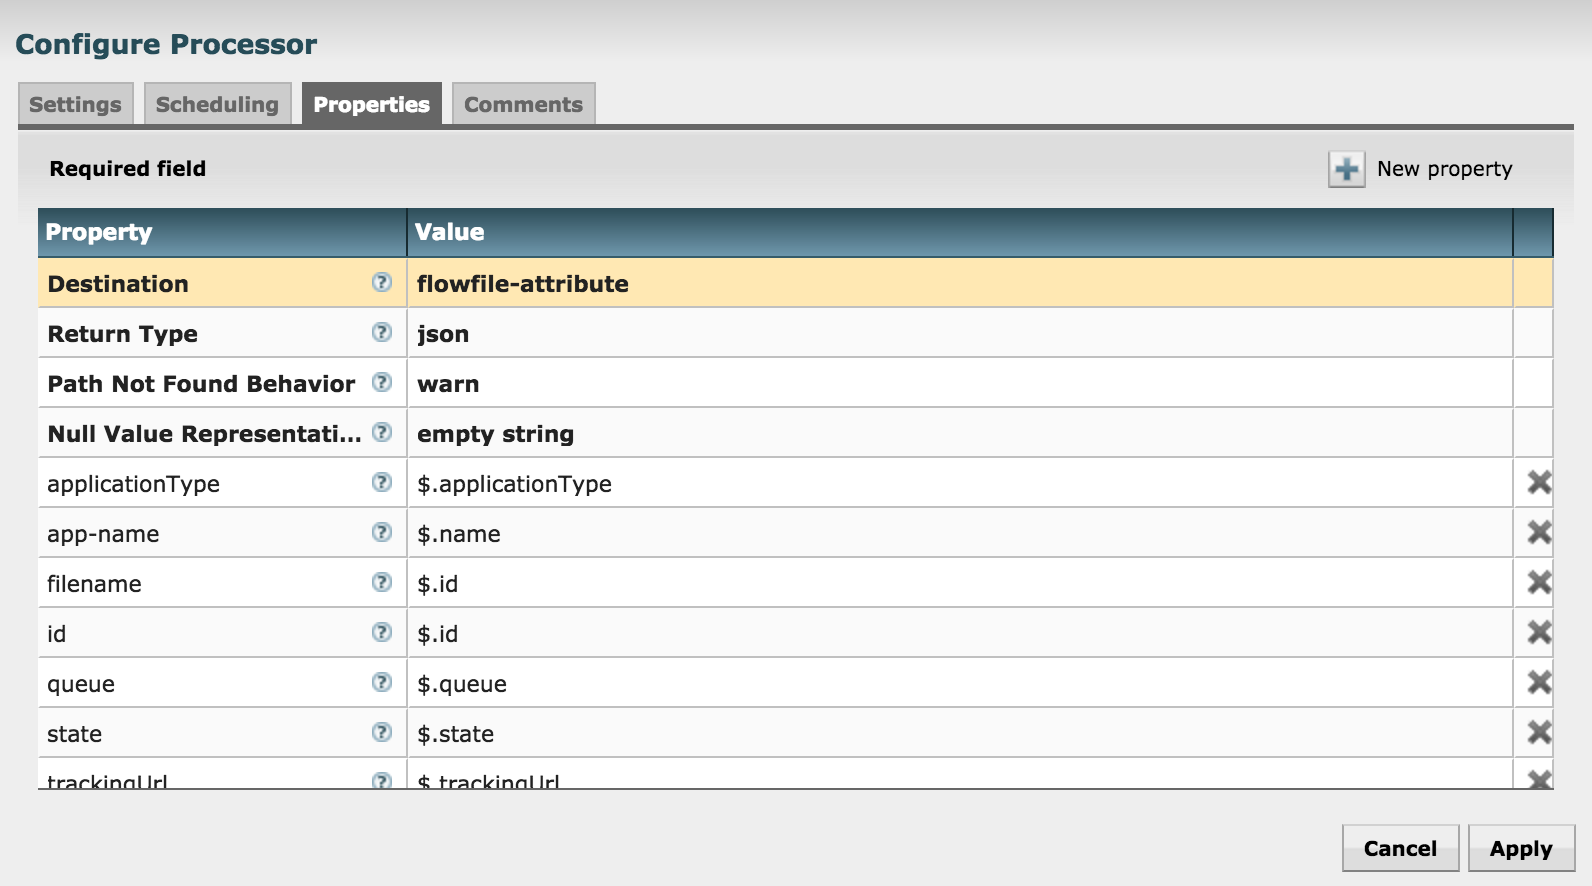 Configure Processor
Settings Scheduling Properties Comments
Required field New property
Property Value
Destination ? flowfile-attribute
Return Type ? json
Path Not Found Behavior ? warn
Null Value Representati... ? empty string
applicationType ? $.applicationType
app-name ? $.name
filename ? $.id
id ? $.id
queue ? $.queue
state ? $.state
trackingUrl ? $.trackingUrl
Cancel Apply